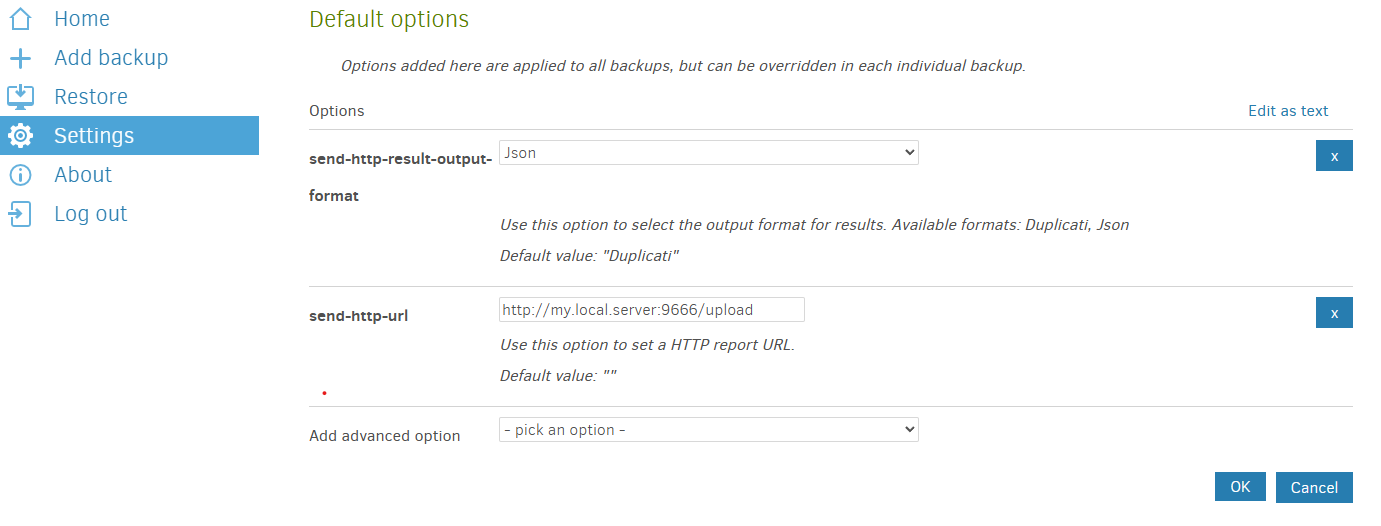 Home
Add backup
Restore
Settings
About
Log out
Default options
Options added here are applied to all backups, but can be overridden in each individual backup.
Options Edit as text
send-http-result-output- Json x
format
Use this option to select the output format for results. Available formats: Duplicati, Json
Default value: "Duplicati"
send-http-url http://my.local.server:9666/upload x
Use this option to set a HTTP report URL.
Default value: ""
Add advanced option - pick an option -
OK Cancel